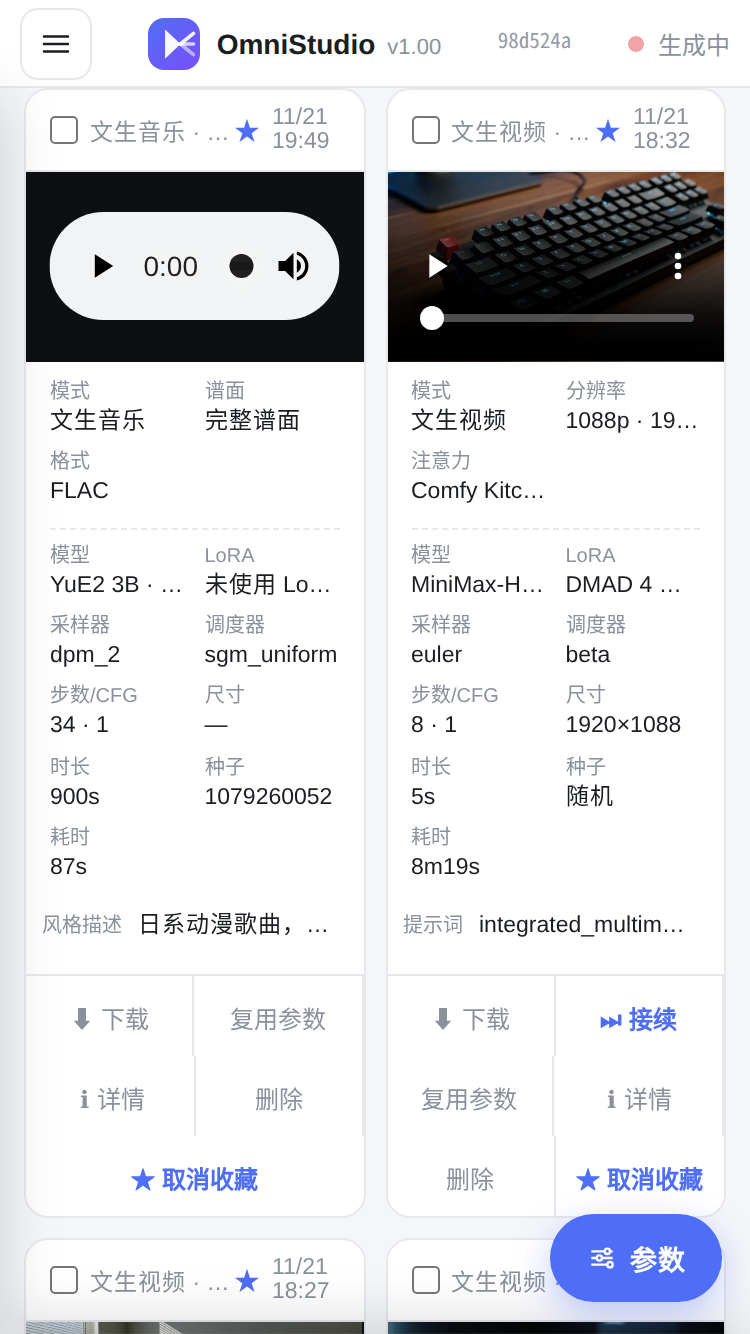 OmniStudio v1.00 98d524a 生成中
文生音乐 · … ★ 11/21 19:49
0:00
模式 谱面
文生音乐 完整谱面
格式
FLAC
模型 LoRA
YuE2 3B · … 未使用 Lo…
采样器 调度器
dpm_2 sgm_uniform
步数/CFG 尺寸
34 · 1 —
时长 种子
900s 1079260052
耗时
87s
风格描述 日系动漫歌曲，…
⬇ 下载 复用参数
ℹ 详情 删除
★ 取消收藏
文生视频 · … ★ 11/21 18:32
模式 分辨率
文生视频 1088p · 19…
注意力
Comfy Kitc…
模型 LoRA
MiniMax-H… DMAD 4 …
采样器 调度器
euler beta
步数/CFG 尺寸
8 · 1 1920×1088
时长 种子
5s 随机
耗时
8m19s
提示词 integrated_multim…
⬇ 下载 ⏭ 接续
复用参数 ℹ 详情
删除 ★ 取消收藏
文生视频 · … ★ 11/21 18:27
文生视频
参数